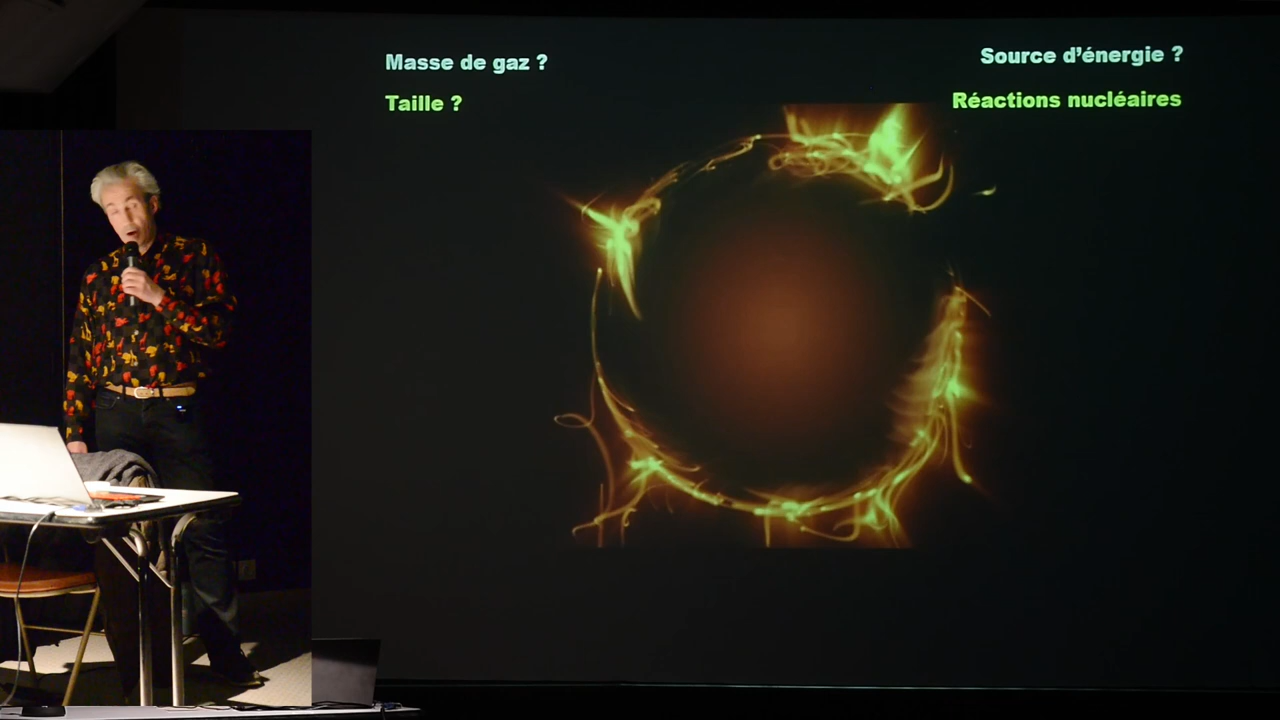 Masse de gaz ?
Taille ?
Source d’énergie ?
Réactions nucléaires